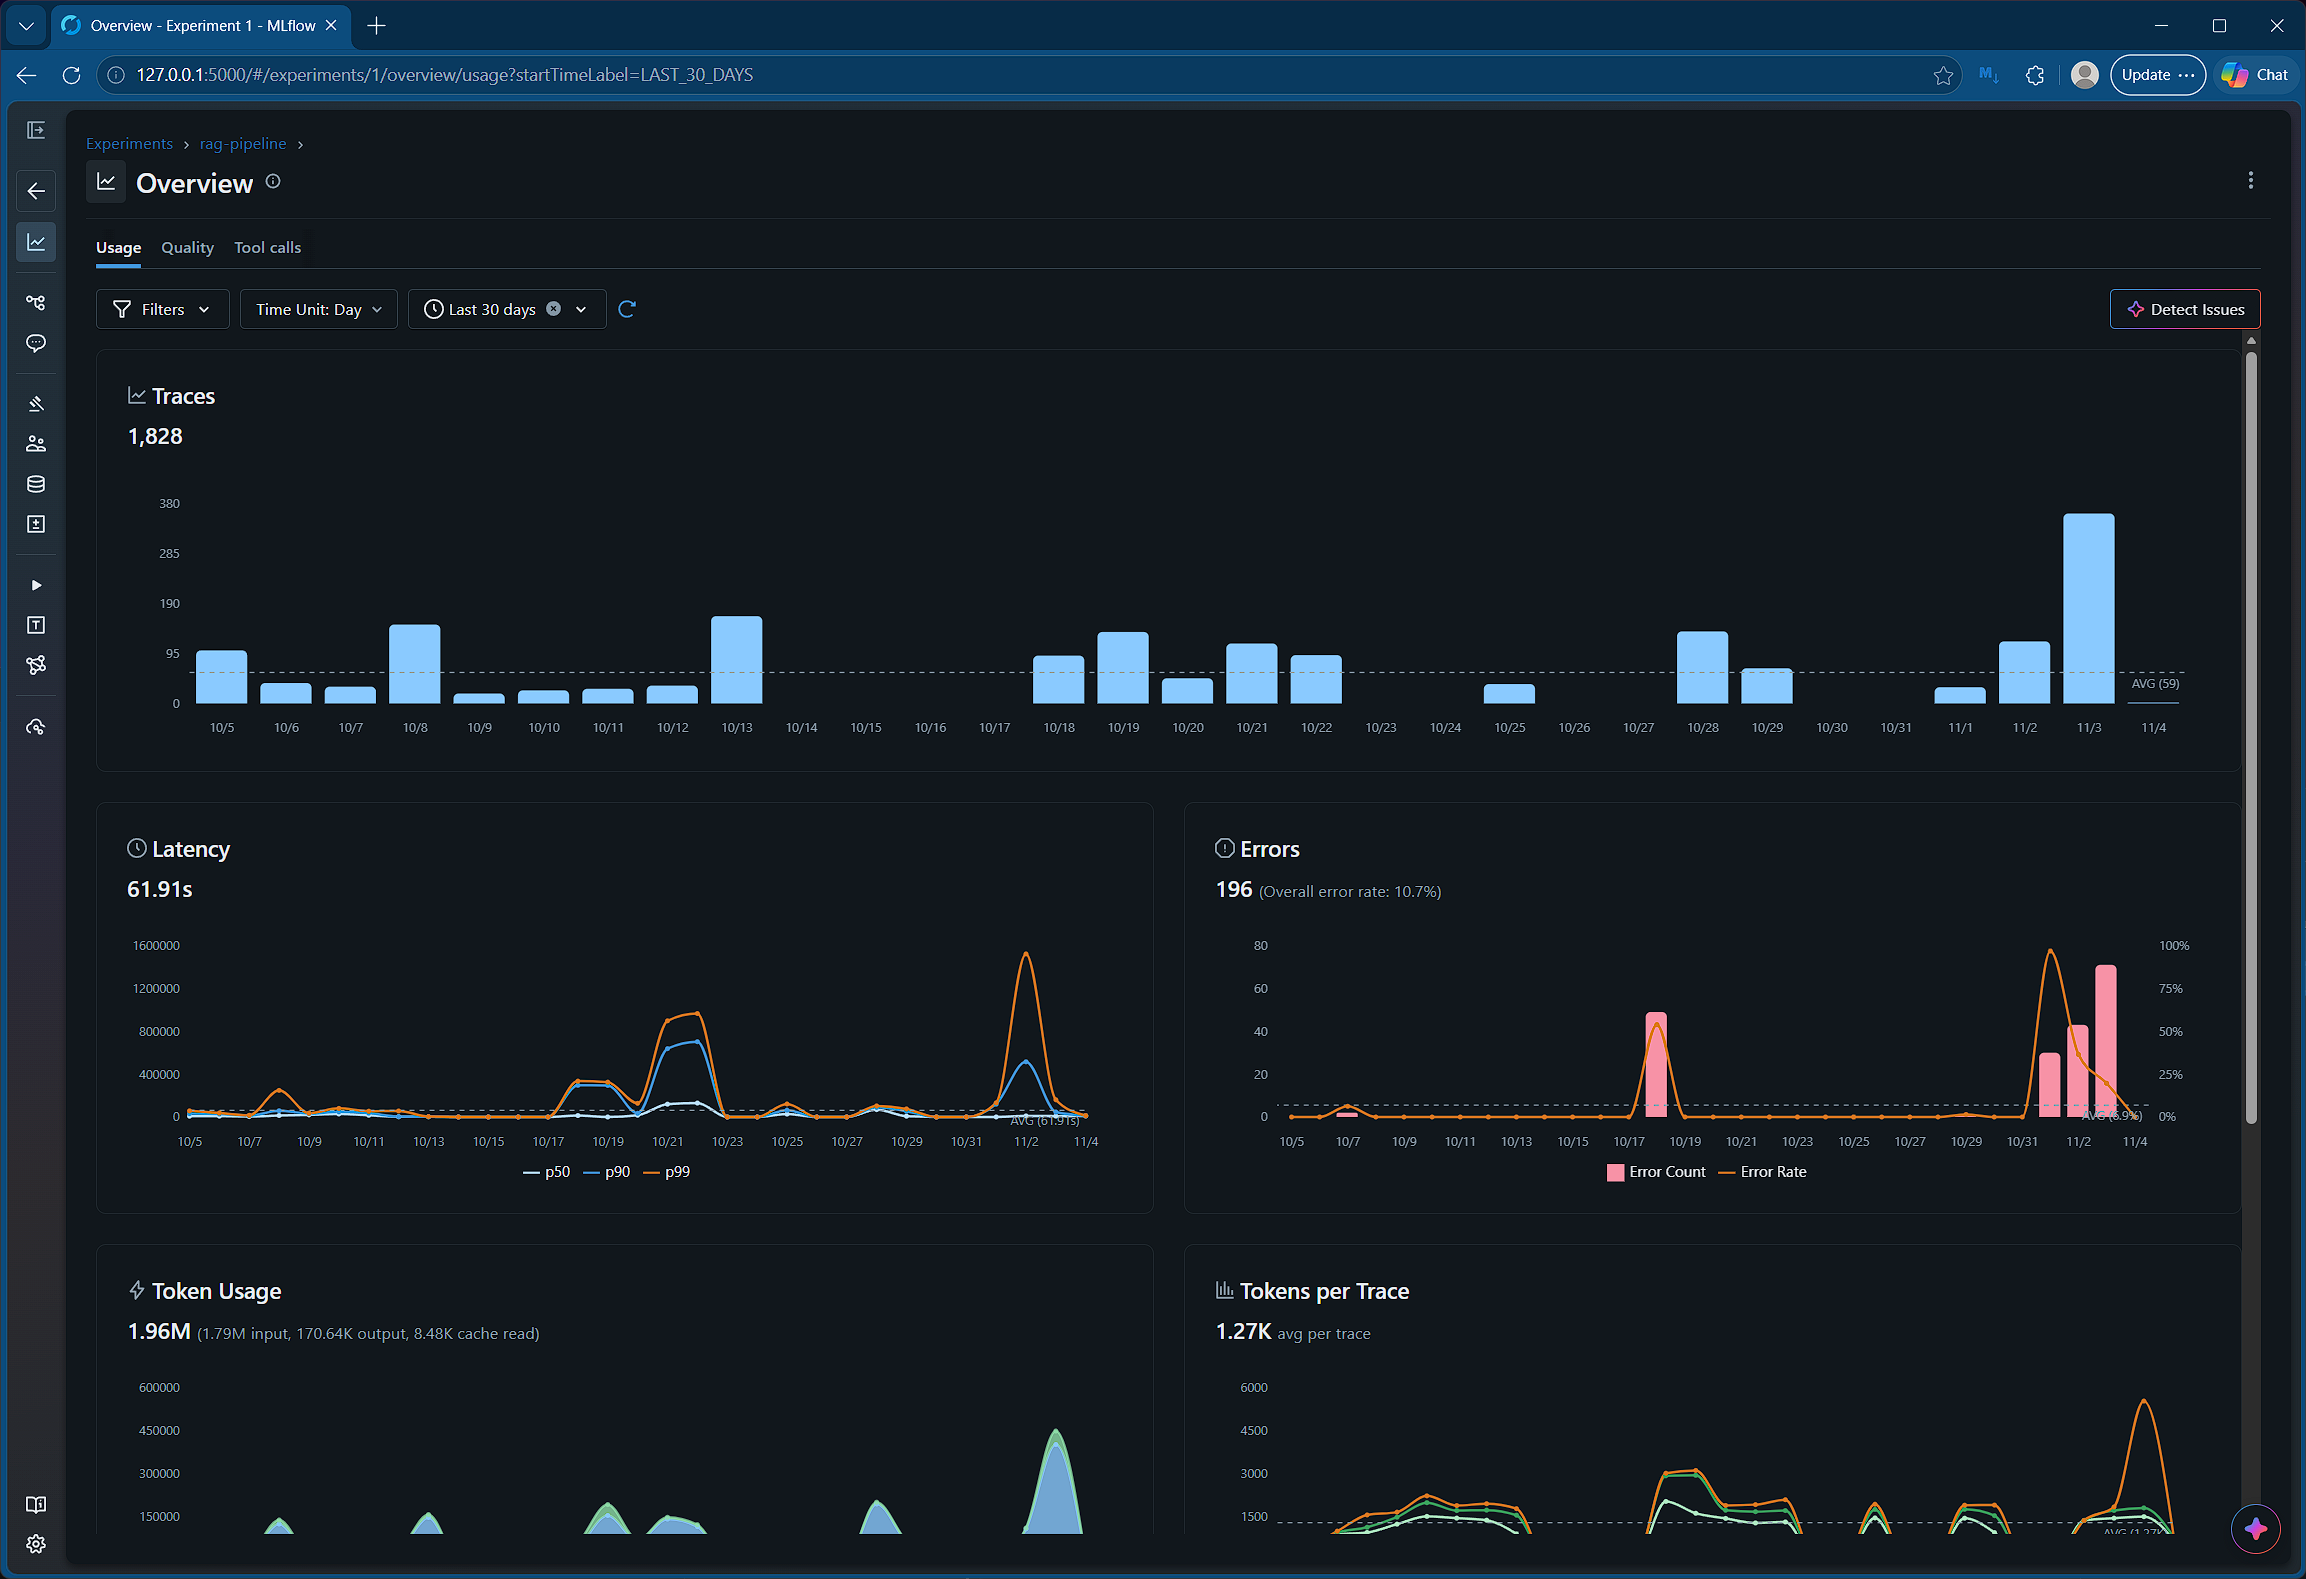 Overview - Experiment 1 - MLflow
127.0.0.1:5000/#/experiments/1/overview/usage?startTimeLabel=LAST_30_DAYS
M↓
Update
Chat
Experiments › rag-pipeline ›
Overview
Usage Quality Tool calls
Filters Time Unit: Day Last 30 days Detect Issues
Traces
1,828
380
285
190
95
0
AVG (59)
10/5 10/6 10/7 10/8 10/9 10/10 10/11 10/12 10/13 10/14 10/15 10/16 10/17 10/18 10/19 10/20 10/21 10/22 10/23 10/24 10/25 10/26 10/27 10/28 10/29 10/30 10/31 11/1 11/2 11/3 11/4
Latency
61.91s
1600000
1200000
800000
400000
0
AVG (61.91s)
10/5 10/7 10/9 10/11 10/13 10/15 10/17 10/19 10/21 10/23 10/25 10/27 10/29 10/31 11/2 11/4
p50 p90 p99
Errors
196 (Overall error rate: 10.7%)
80 100%
60 75%
40 50%
20 25%
0 0%
AVG (6.9%)
10/5 10/7 10/9 10/11 10/13 10/15 10/17 10/19 10/21 10/23 10/25 10/27 10/29 10/31 11/2 11/4
Error Count Error Rate
Token Usage
1.96M (1.79M input, 170.64K output, 8.48K cache read)
600000
450000
300000
150000
Tokens per Trace
1.27K avg per trace
6000
4500
3000
1500
AVG (1.27K)